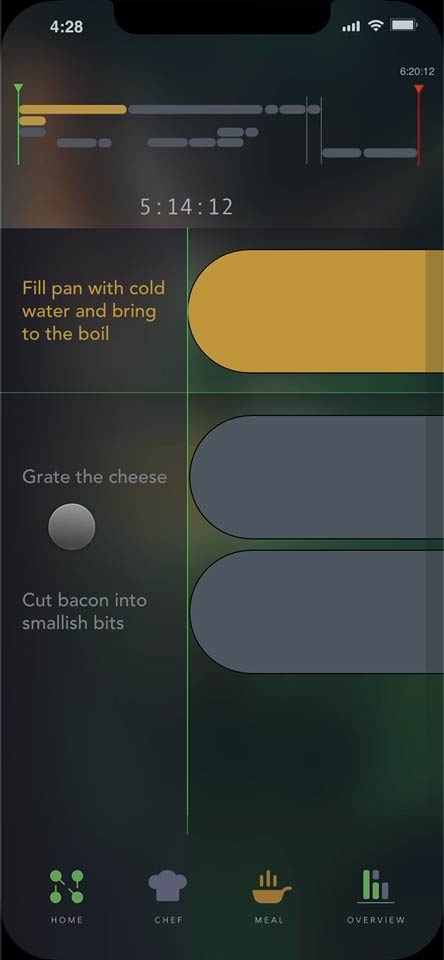 4:28
6:20:12
5:14:12
Fill pan with cold
water and bring
to the boil
Grate the cheese
Cut bacon into
smallish bits
HOME CHEF MEAL OVERVIEW